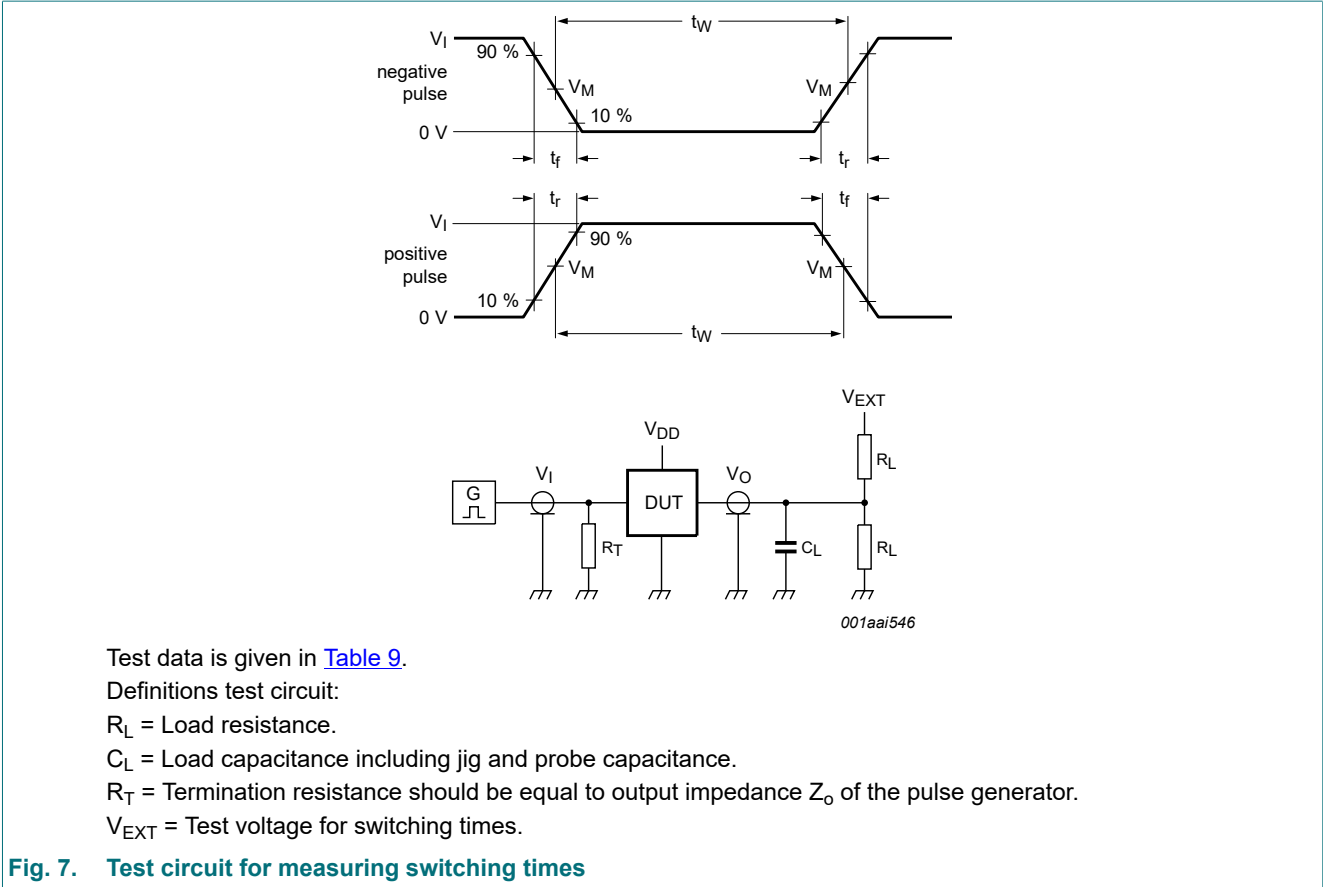 tW
VI
90 %
negative
pulse
VM
VM
10 %
0 V
tf
tr
tr
tf
VI
90 %
positive
pulse
VM
VM
10 %
0 V
tW
VEXT
VDD
RL
VI
VO
G
DUT
RT
CL
RL
001aai546
Test data is given in Table 9.
Definitions test circuit:
RL = Load resistance.
CL = Load capacitance including jig and probe capacitance.
RT = Termination resistance should be equal to output impedance Zo of the pulse generator.
VEXT = Test voltage for switching times.
Fig. 7. Test circuit for measuring switching times